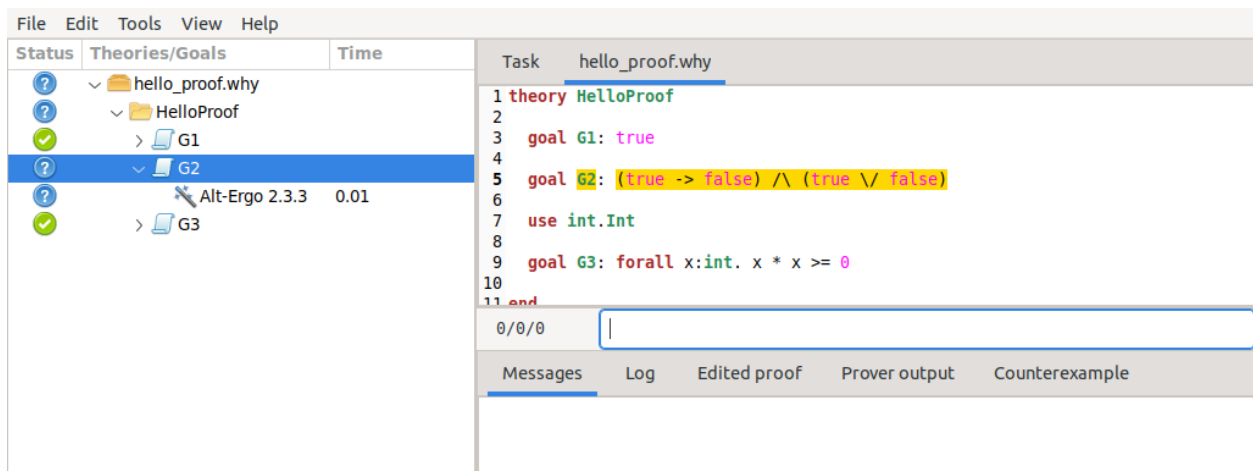 File Edit Tools View Help
Status Theories/Goals Time
hello_proof.why
HelloProof
G1
G2
Alt-Ergo 2.3.3 0.01
G3
Task hello_proof.why
1 theory HelloProof
2
3 goal G1: true
4
5 goal G2: (true -> false) /\ (true \/ false)
6
7 use int.Int
8
9 goal G3: forall x:int. x * x >= 0
10
11 end
0/0/0
Messages Log Edited proof Prover output Counterexample